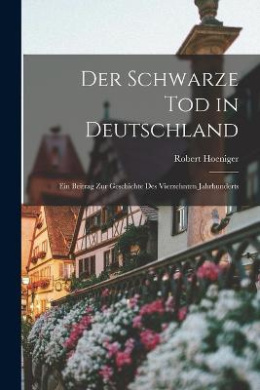 Der Schwarze
Tod in
Deutschland
Robert Hoeniger
Ein Beitrag Zur Geschichte Des Vierzehnten Jahrhunderts